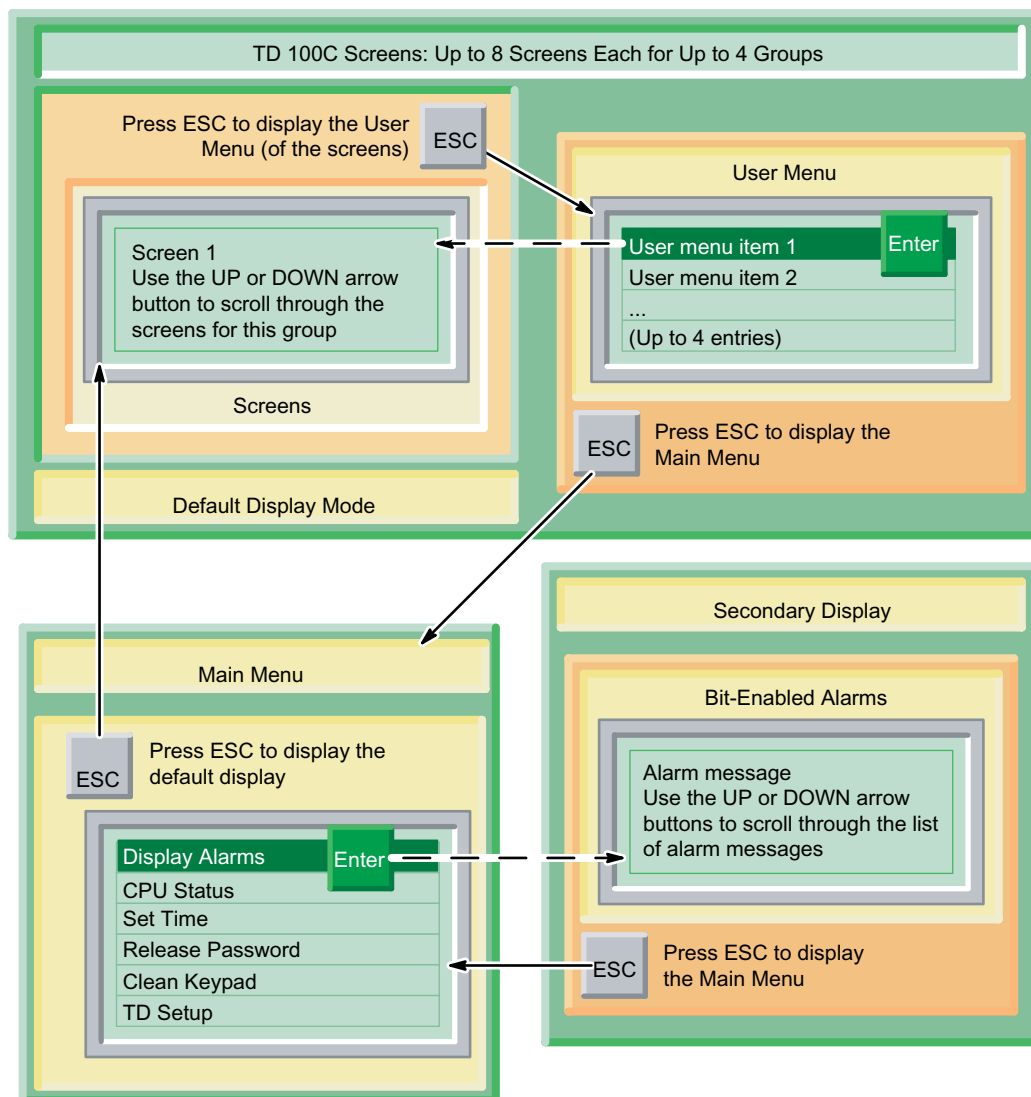 TD 100C Screens: Up to 8 Screens Each for Up to 4 Groups
Press ESC to display the User
Menu (of the screens)
ESC
Screen 1
Use the UP or DOWN arrow
button to scroll through the
screens for this group
Screens
Default Display Mode
User Menu
User menu item 1
Enter
User menu item 2
...
(Up to 4 entries)
ESC
Press ESC to display the
Main Menu
Main Menu
ESC
Press ESC to display the
default display
Display Alarms
Enter
CPU Status
Set Time
Release Password
Clean Keypad
TD Setup
Secondary Display
Bit-Enabled Alarms
Alarm message
Use the UP or DOWN arrow
buttons to scroll through the list
of alarm messages
ESC
Press ESC to display
the Main Menu